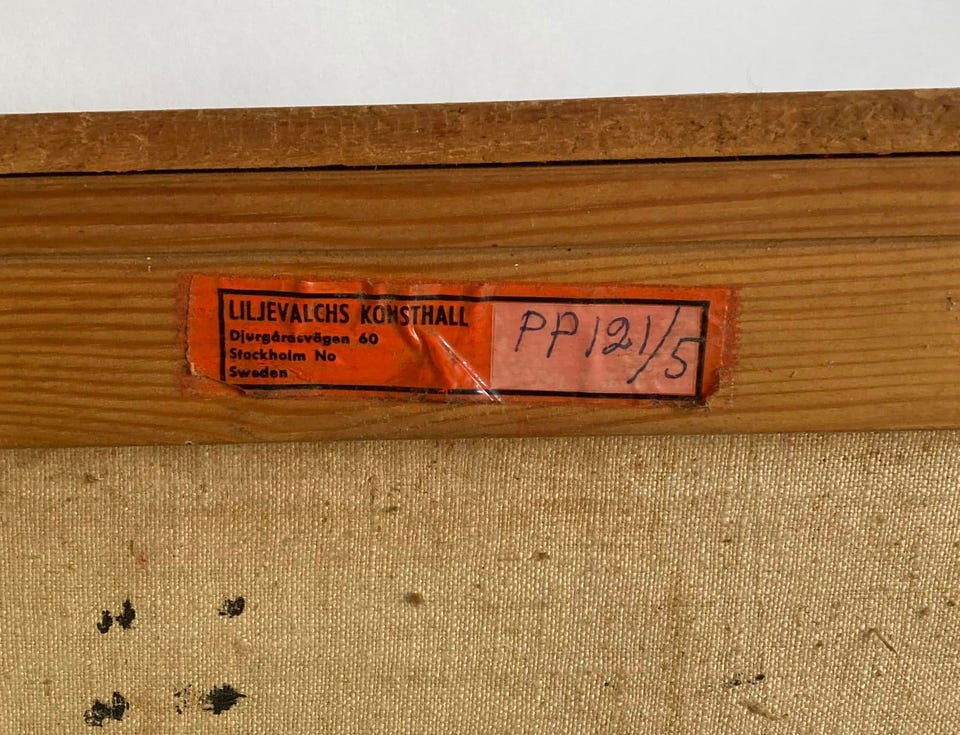 LILJEVALCHS KONSTHALL
Djurgårdsvägen 60
Stockholm No
Sweden
PP121/5